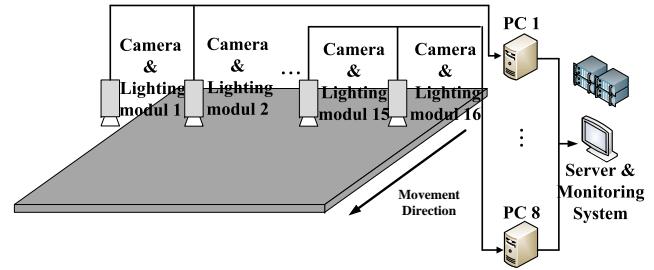 Camera
&
Lighting
modul 1
Camera
&
Lighting
modul 2
...
Camera
&
Lighting
modul 15
Camera
&
Lighting
modul 16
PC 1
...
PC 8
Server &
Monitoring
System
Movement
Direction